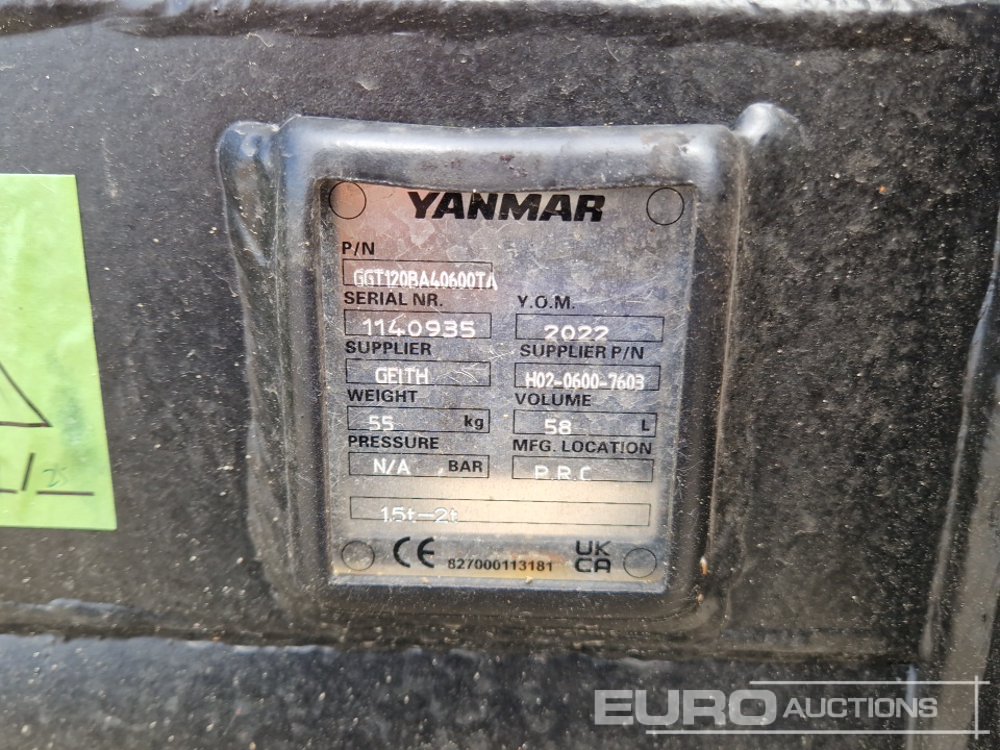 YANMAR
P/N
GGT120BA40600TA
SERIAL NR. Y.O.M.
1140935 2022
SUPPLIER SUPPLIER P/N
GEITH H02-0600-7603
WEIGHT VOLUME
55 kg 58 L
PRESSURE MFG. LOCATION
N/A BAR P.R.C
1.5t-2t
CE 827000113181 UK
CA
EURO AUCTIONS